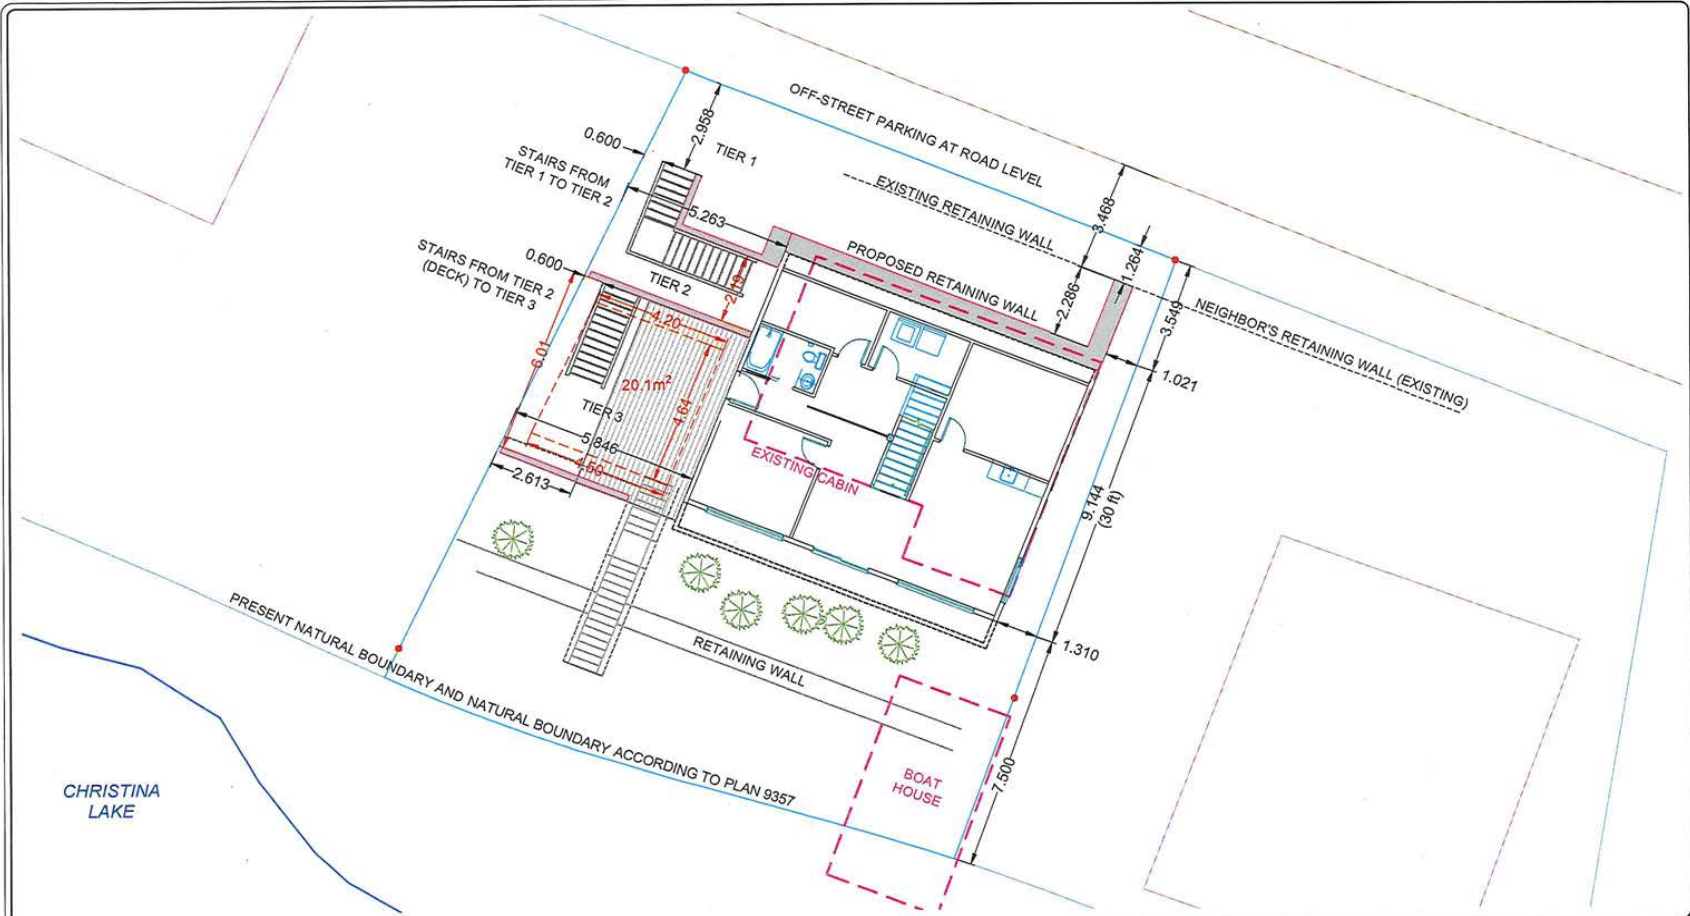 OFF-STREET PARKING AT ROAD LEVEL
2.958
0.600
TIER 1
STAIRS FROM
TIER 1 TO TIER 2
EXISTING RETAINING WALL
5.263
3.468
PROPOSED RETAINING WALL
1.264
STAIRS FROM TIER 2
(DECK) TO TIER 3
0.600
TIER 2
2.19
2.286
3.549
NEIGHBOR'S RETAINING WALL (EXISTING)
4.20
6.01
20.1m²
1.021
4.64
TIER 3
5.846
4.50
2.613
EXISTING CABIN
9.144
(30 ft)
PRESENT NATURAL BOUNDARY AND NATURAL BOUNDARY ACCORDING TO PLAN 9357
RETAINING WALL
1.310
BOAT
HOUSE
7.500
CHRISTINA
LAKE